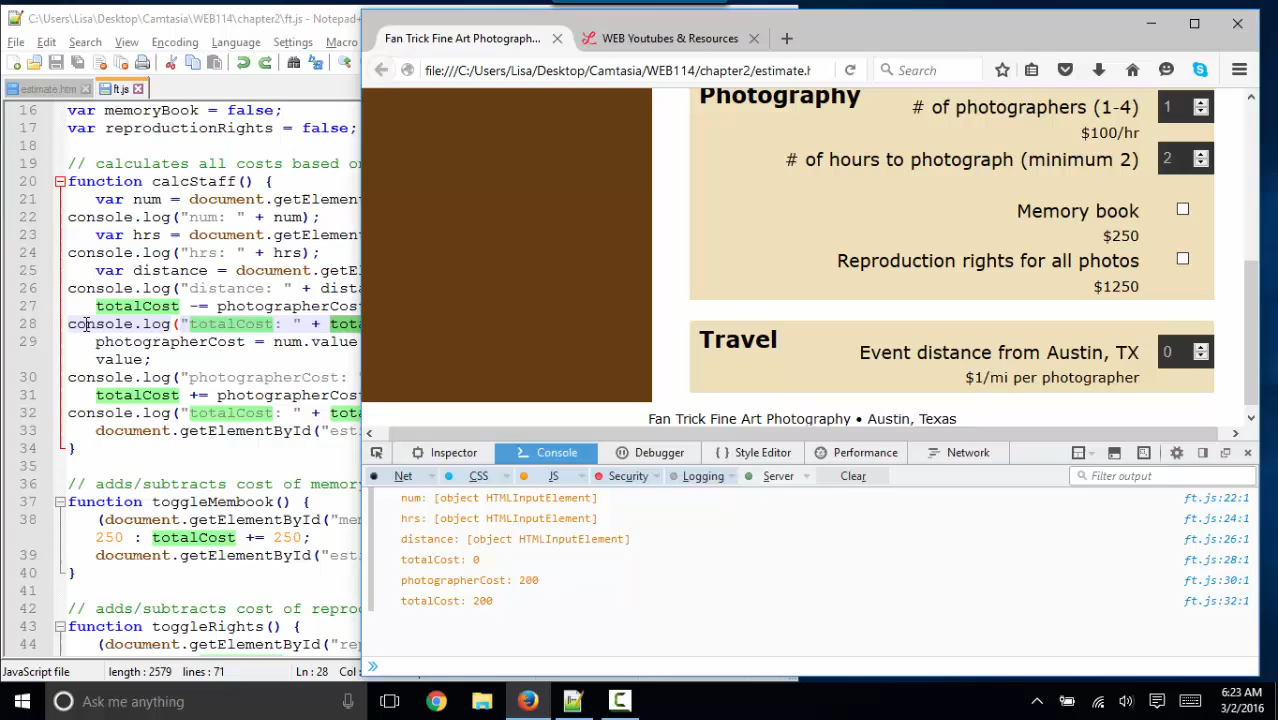 C:\Users\Lisa\Desktop\Camtasia\WEB114\chapter2\ft.js - Notepad+
File Edit Search View Encoding Language Settings Macro
estimate.htm ft.js
16 var memoryBook = false;
17 var reproductionRights = false;
18
19 // calculates all costs based o
20 function calcStaff() {
21 var num = document.getElement
22 console.log("num: " + num);
23 var hrs = document.getElement
24 console.log("hrs: " + hrs);
25 var distance = document.getE
26 console.log("distance: " + dista
27 totalCost -= photographerCost
28 console.log("totalCost: " + tota
29 photographerCost = num.value
value;
30 console.log("photographerCost: "
31 totalCost += photographerCost
32 console.log("totalCost: " + tota
33 document.getElementById("esti
34 }
35
36 // adds/subtracts cost of memory
37 function toggleMembook() {
38 (document.getElementById("mem
250 : totalCost += 250;
39 document.getElementById("esti
40 }
41
42 // adds/subtracts cost of repro
43 function toggleRights() {
44 (document.getElementById("rep
JavaScript file length : 2579 lines : 71 Ln : 28 Col :
Fan Trick Fine Art Photograph... WEB Youtubes & Resources
file:///C:/Users/Lisa/Desktop/Camtasia/WEB114/chapter2/estimate.h Search
Photography
# of photographers (1-4) 1
$100/hr
# of hours to photograph (minimum 2) 2
Memory book
$250
Reproduction rights for all photos
$1250
Travel
Event distance from Austin, TX 0
$1/mi per photographer
Fan Trick Fine Art Photography • Austin, Texas
Inspector Console Debugger { } Style Editor Performance Network
Net CSS JS Security Logging Server Clear Filter output
num: [object HTMLInputElement] ft.js:22:1
hrs: [object HTMLInputElement] ft.js:24:1
distance: [object HTMLInputElement] ft.js:26:1
totalCost: 0 ft.js:28:1
photographerCost: 200 ft.js:30:1
totalCost: 200 ft.js:32:1
»
Ask me anything
6:23 AM
3/2/2016